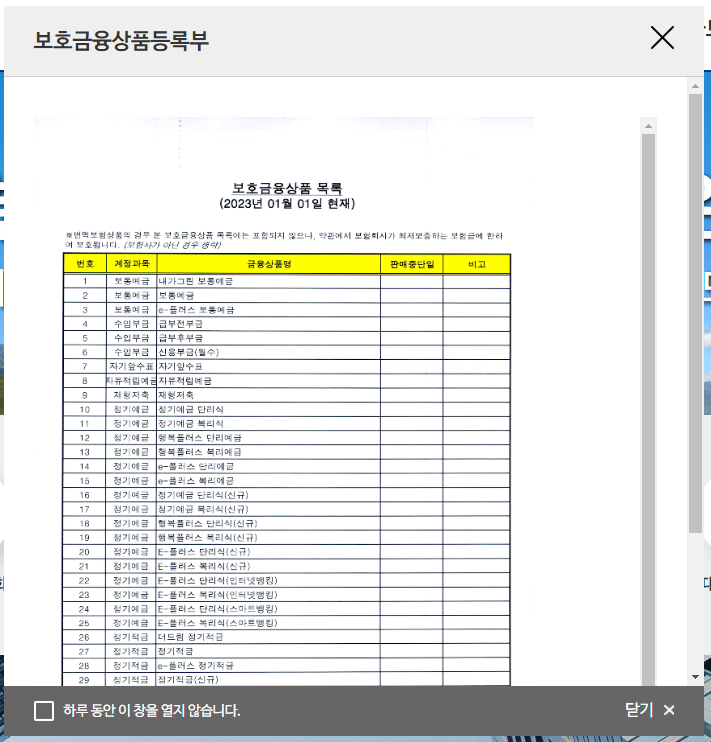 보호금융상품등록부
보호금융상품 목록
(2023년 01월 01일 현재)
※변액보험상품의 경우 본 보호금융상품 목록에는 포함되지 않으나, 약관에서 보험회사가 최저보증하는 보험금에 한하
여 보호됩니다. (보험사가 아닌 경우 생략)
번호 계정과목 금융상품명 판매중단일 비고
1 보통예금 내가그린 보통예금
2 보통예금 보통예금
3 보통예금 e-플러스 보통예금
4 수입부금 급부전부금
5 수입부금 급부후부금
6 수입부금 신용부금(월수)
7 자기앞수표 자기앞수표
8 자유적립예금 자유적립예금
9 재형저축 재형저축
10 정기예금 정기예금 단리식
11 정기예금 정기예금 복리식
12 정기예금 행복플러스 단리예금
13 정기예금 행복플러스 복리예금
14 정기예금 e-플러스 단리예금
15 정기예금 e-플러스 복리예금
16 정기예금 정기예금 단리식(신규)
17 정기예금 정기예금 복리식(신규)
18 정기예금 행복플러스 단리식(신규)
19 정기예금 행복플러스 복리식(신규)
20 정기예금 E-플러스 단리식(신규)
21 정기예금 E-플러스 복리식(신규)
22 정기예금 E-플러스 단리식(인터넷뱅킹)
23 정기예금 E-플러스 복리식(인터넷뱅킹)
24 정기예금 E-플러스 단리식(스마트뱅킹)
25 정기예금 E-플러스 복리식(스마트뱅킹)
26 정기적금 더드림 정기적금
27 정기적금 정기적금
28 정기적금 e-플러스 정기적금
29 정기적금 정기적금(신규)
하루 동안 이 창을 열지 않습니다.
닫기 ×